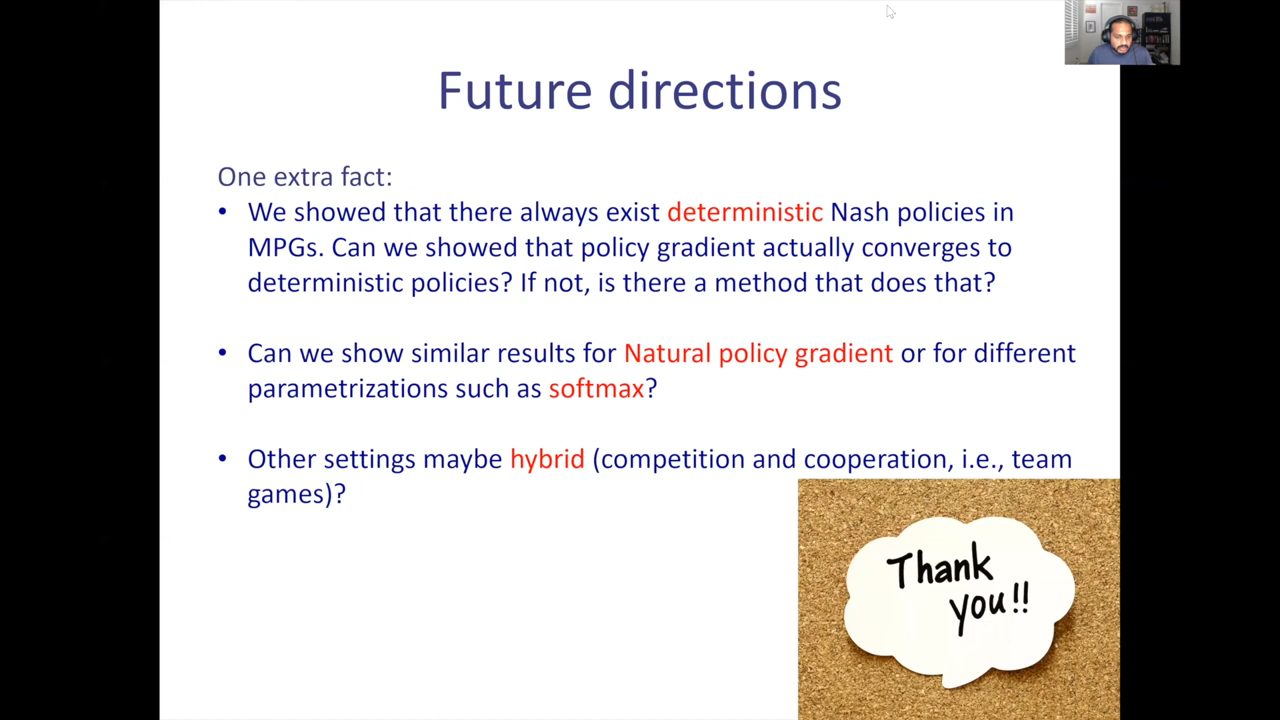 Future directions
One extra fact:
• We showed that there always exist deterministic Nash policies in
MPGs. Can we showed that policy gradient actually converges to
deterministic policies? If not, is there a method that does that?
• Can we show similar results for Natural policy gradient or for different
parametrizations such as softmax?
• Other settings maybe hybrid (competition and cooperation, i.e., team
games)?
Thank
you!!